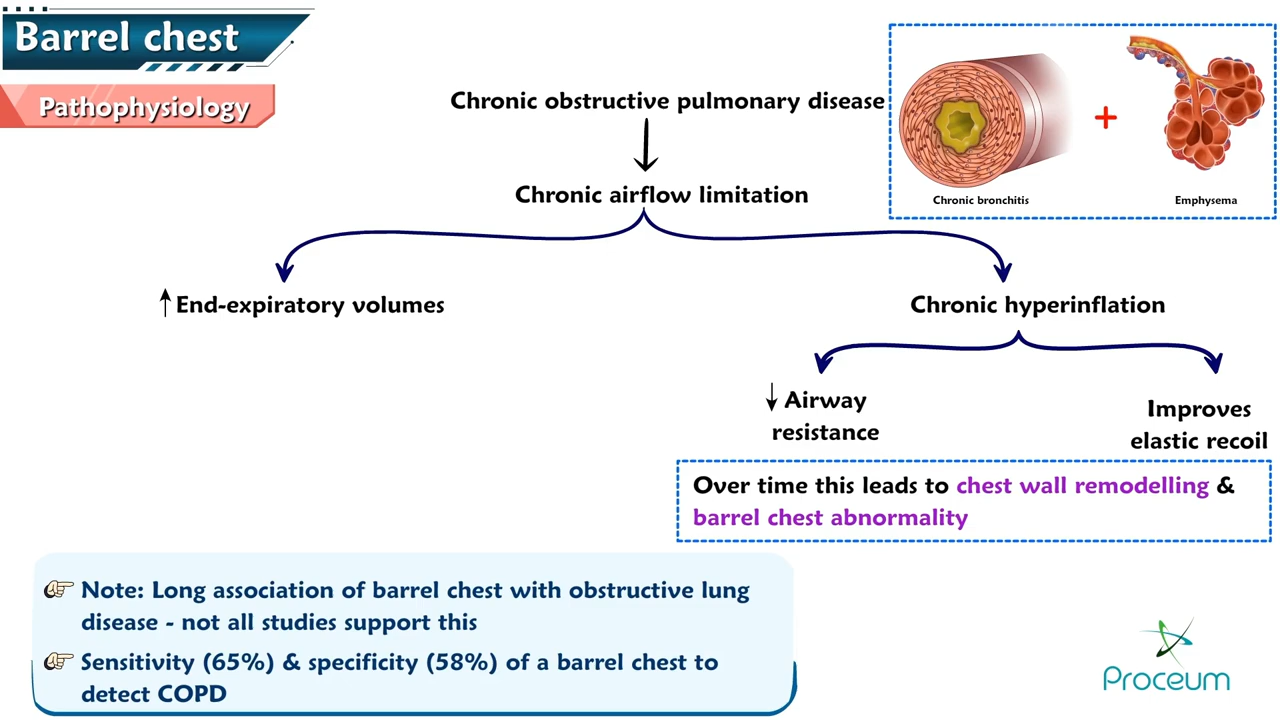 Barrel chest
Pathophysiology
Chronic obstructive pulmonary disease
Chronic bronchitis
+
Emphysema
Chronic airflow limitation
↑ End-expiratory volumes
Chronic hyperinflation
↓ Airway
resistance
Improves
elastic recoil
Over time this leads to chest wall remodelling &
barrel chest abnormality
Note: Long association of barrel chest with obstructive lung
disease - not all studies support this
Sensitivity (65%) & specificity (58%) of a barrel chest to
detect COPD
Proceum